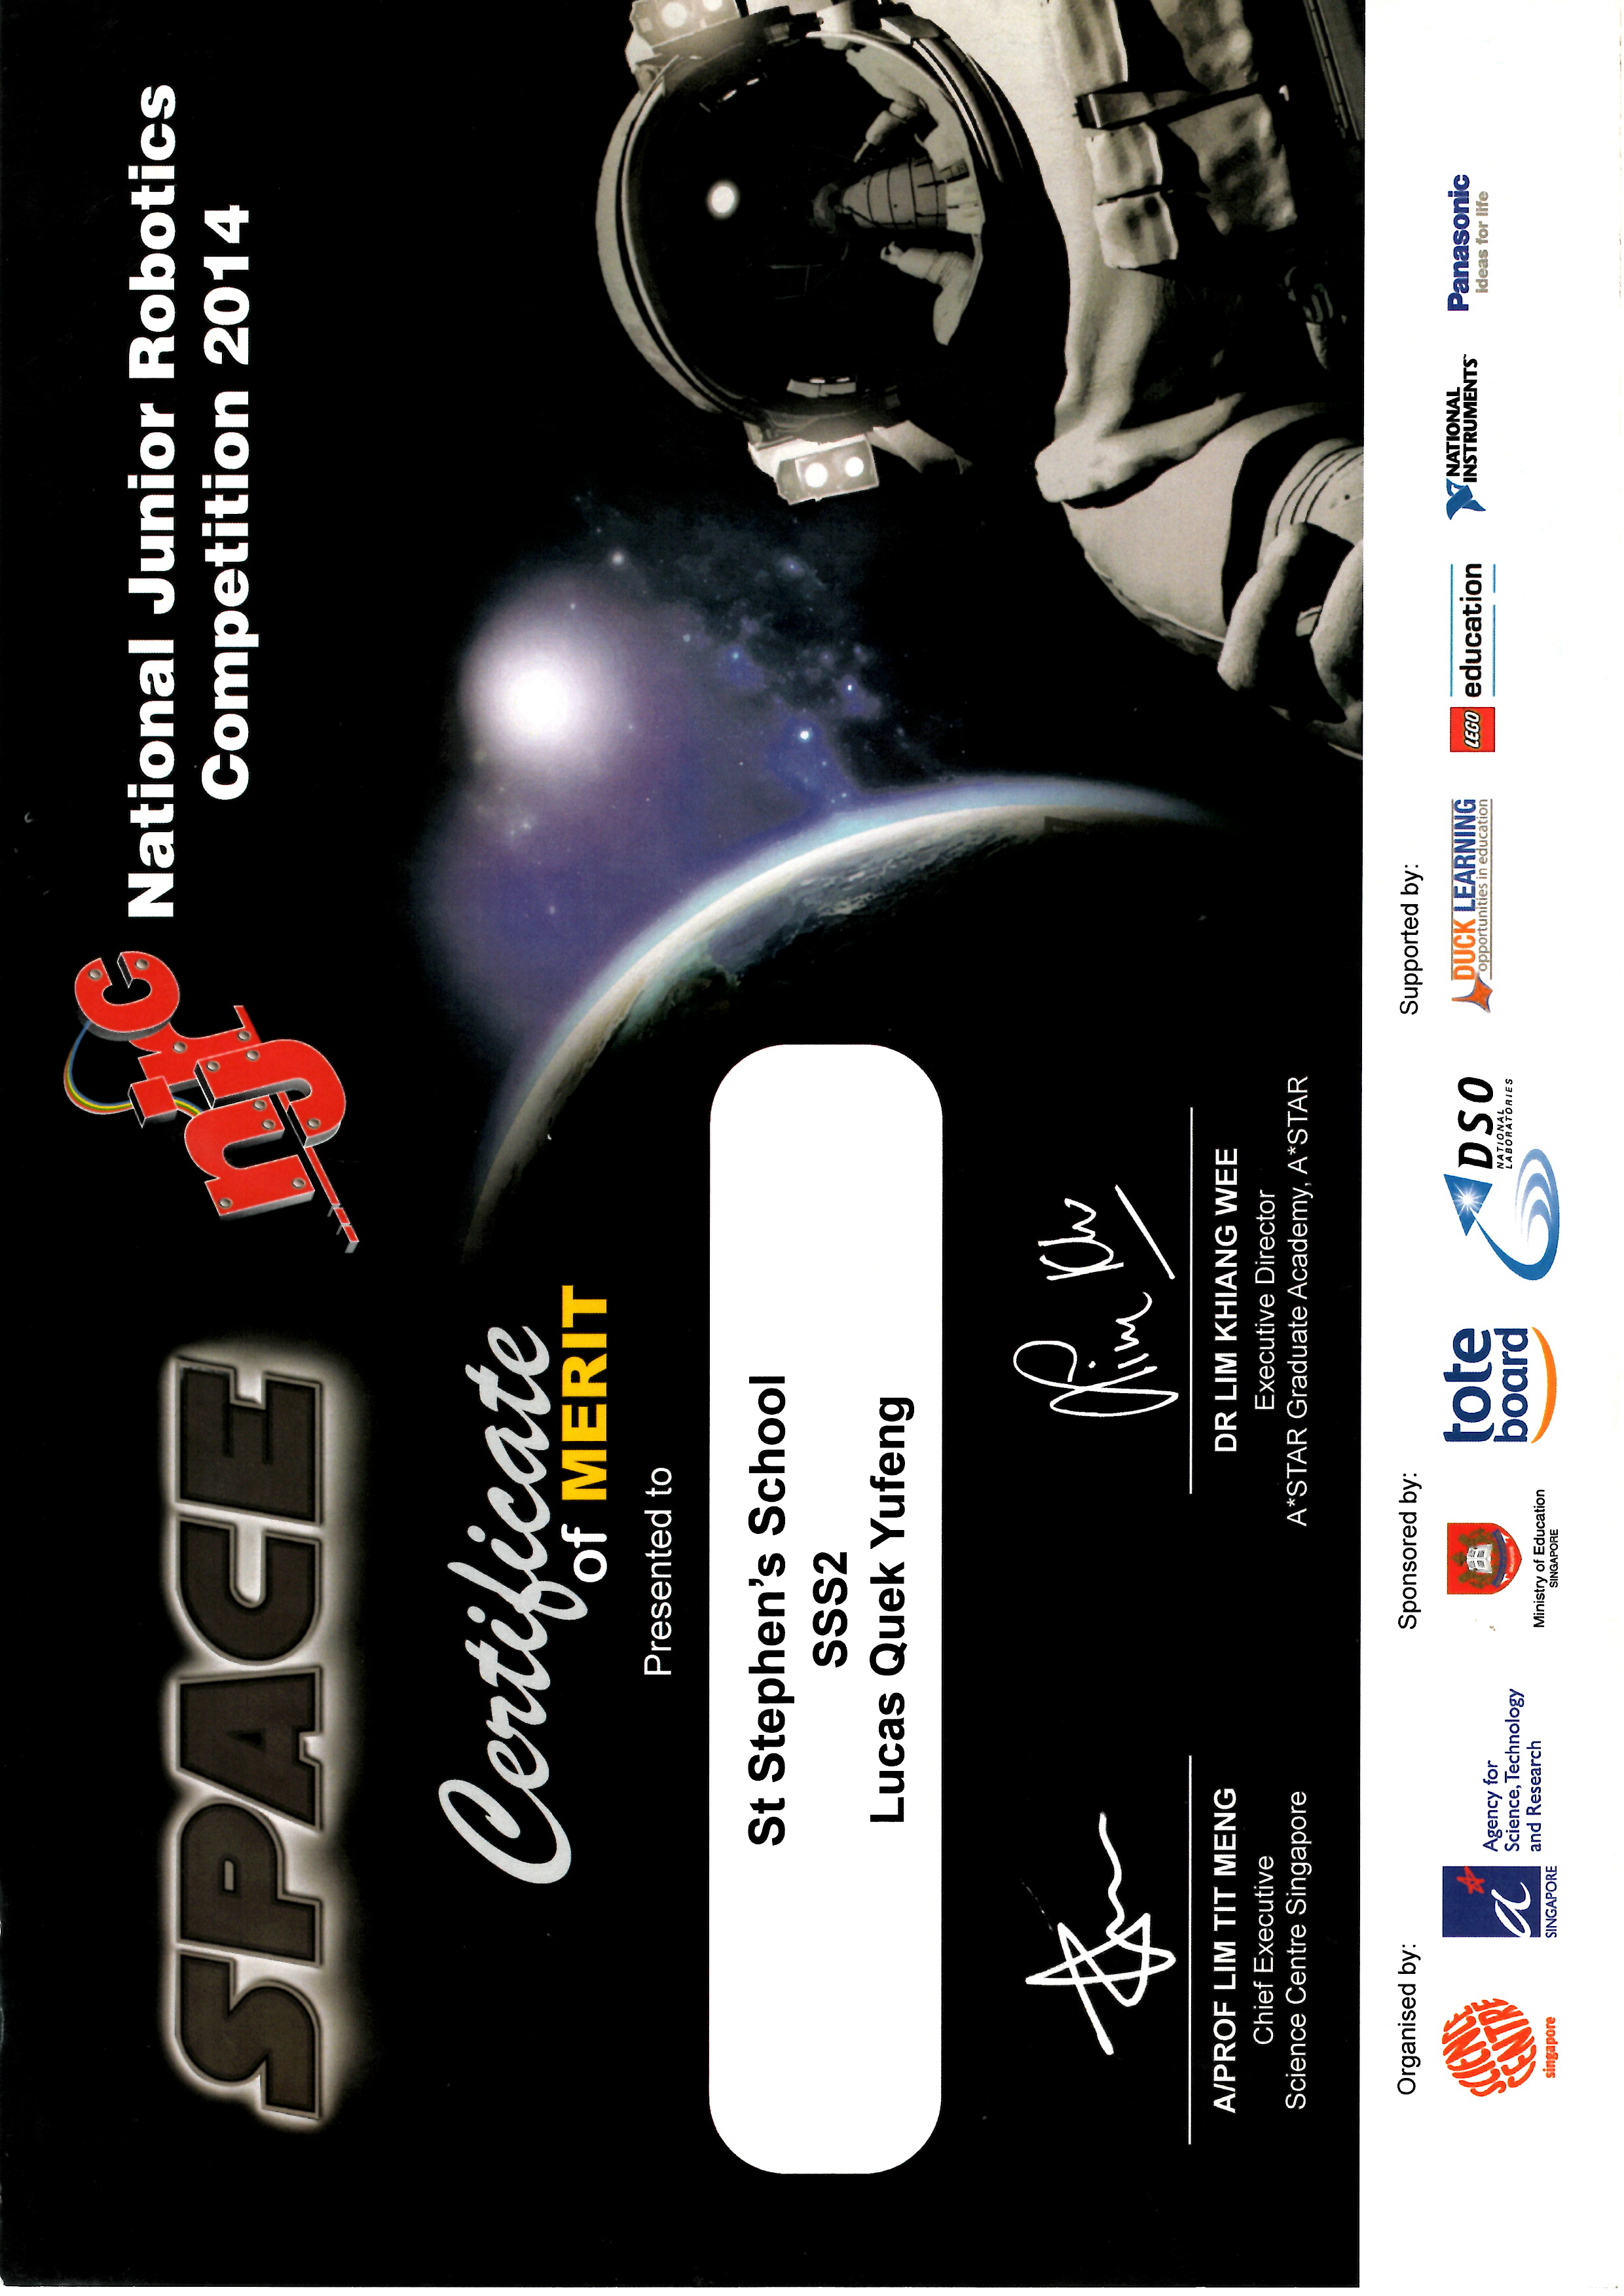 SPACE
njrc
National Junior Robotics
Competition 2014
Certificate
of MERIT
Presented to
St Stephen's School
SSS2
Lucas Quek Yufeng
Lim Khw
A/PROF LIM TIT MENG
Chief Executive
Science Centre Singapore
DR LIM KHIANG WEE
Executive Director
A*STAR Graduate Academy, A*STAR
Organised by:
SCIENCE
CENTRE
singapore
a
SINGAPORE
Agency for
Science, Technology
and Research
Sponsored by:
Ministry of Education
SINGAPORE
tote
board
DSO
NATIONAL
LABORATORIES
Supported by:
DUCK LEARNING
opportunities in education
LEGO education
NATIONAL
INSTRUMENTS™
Panasonic
ideas for life